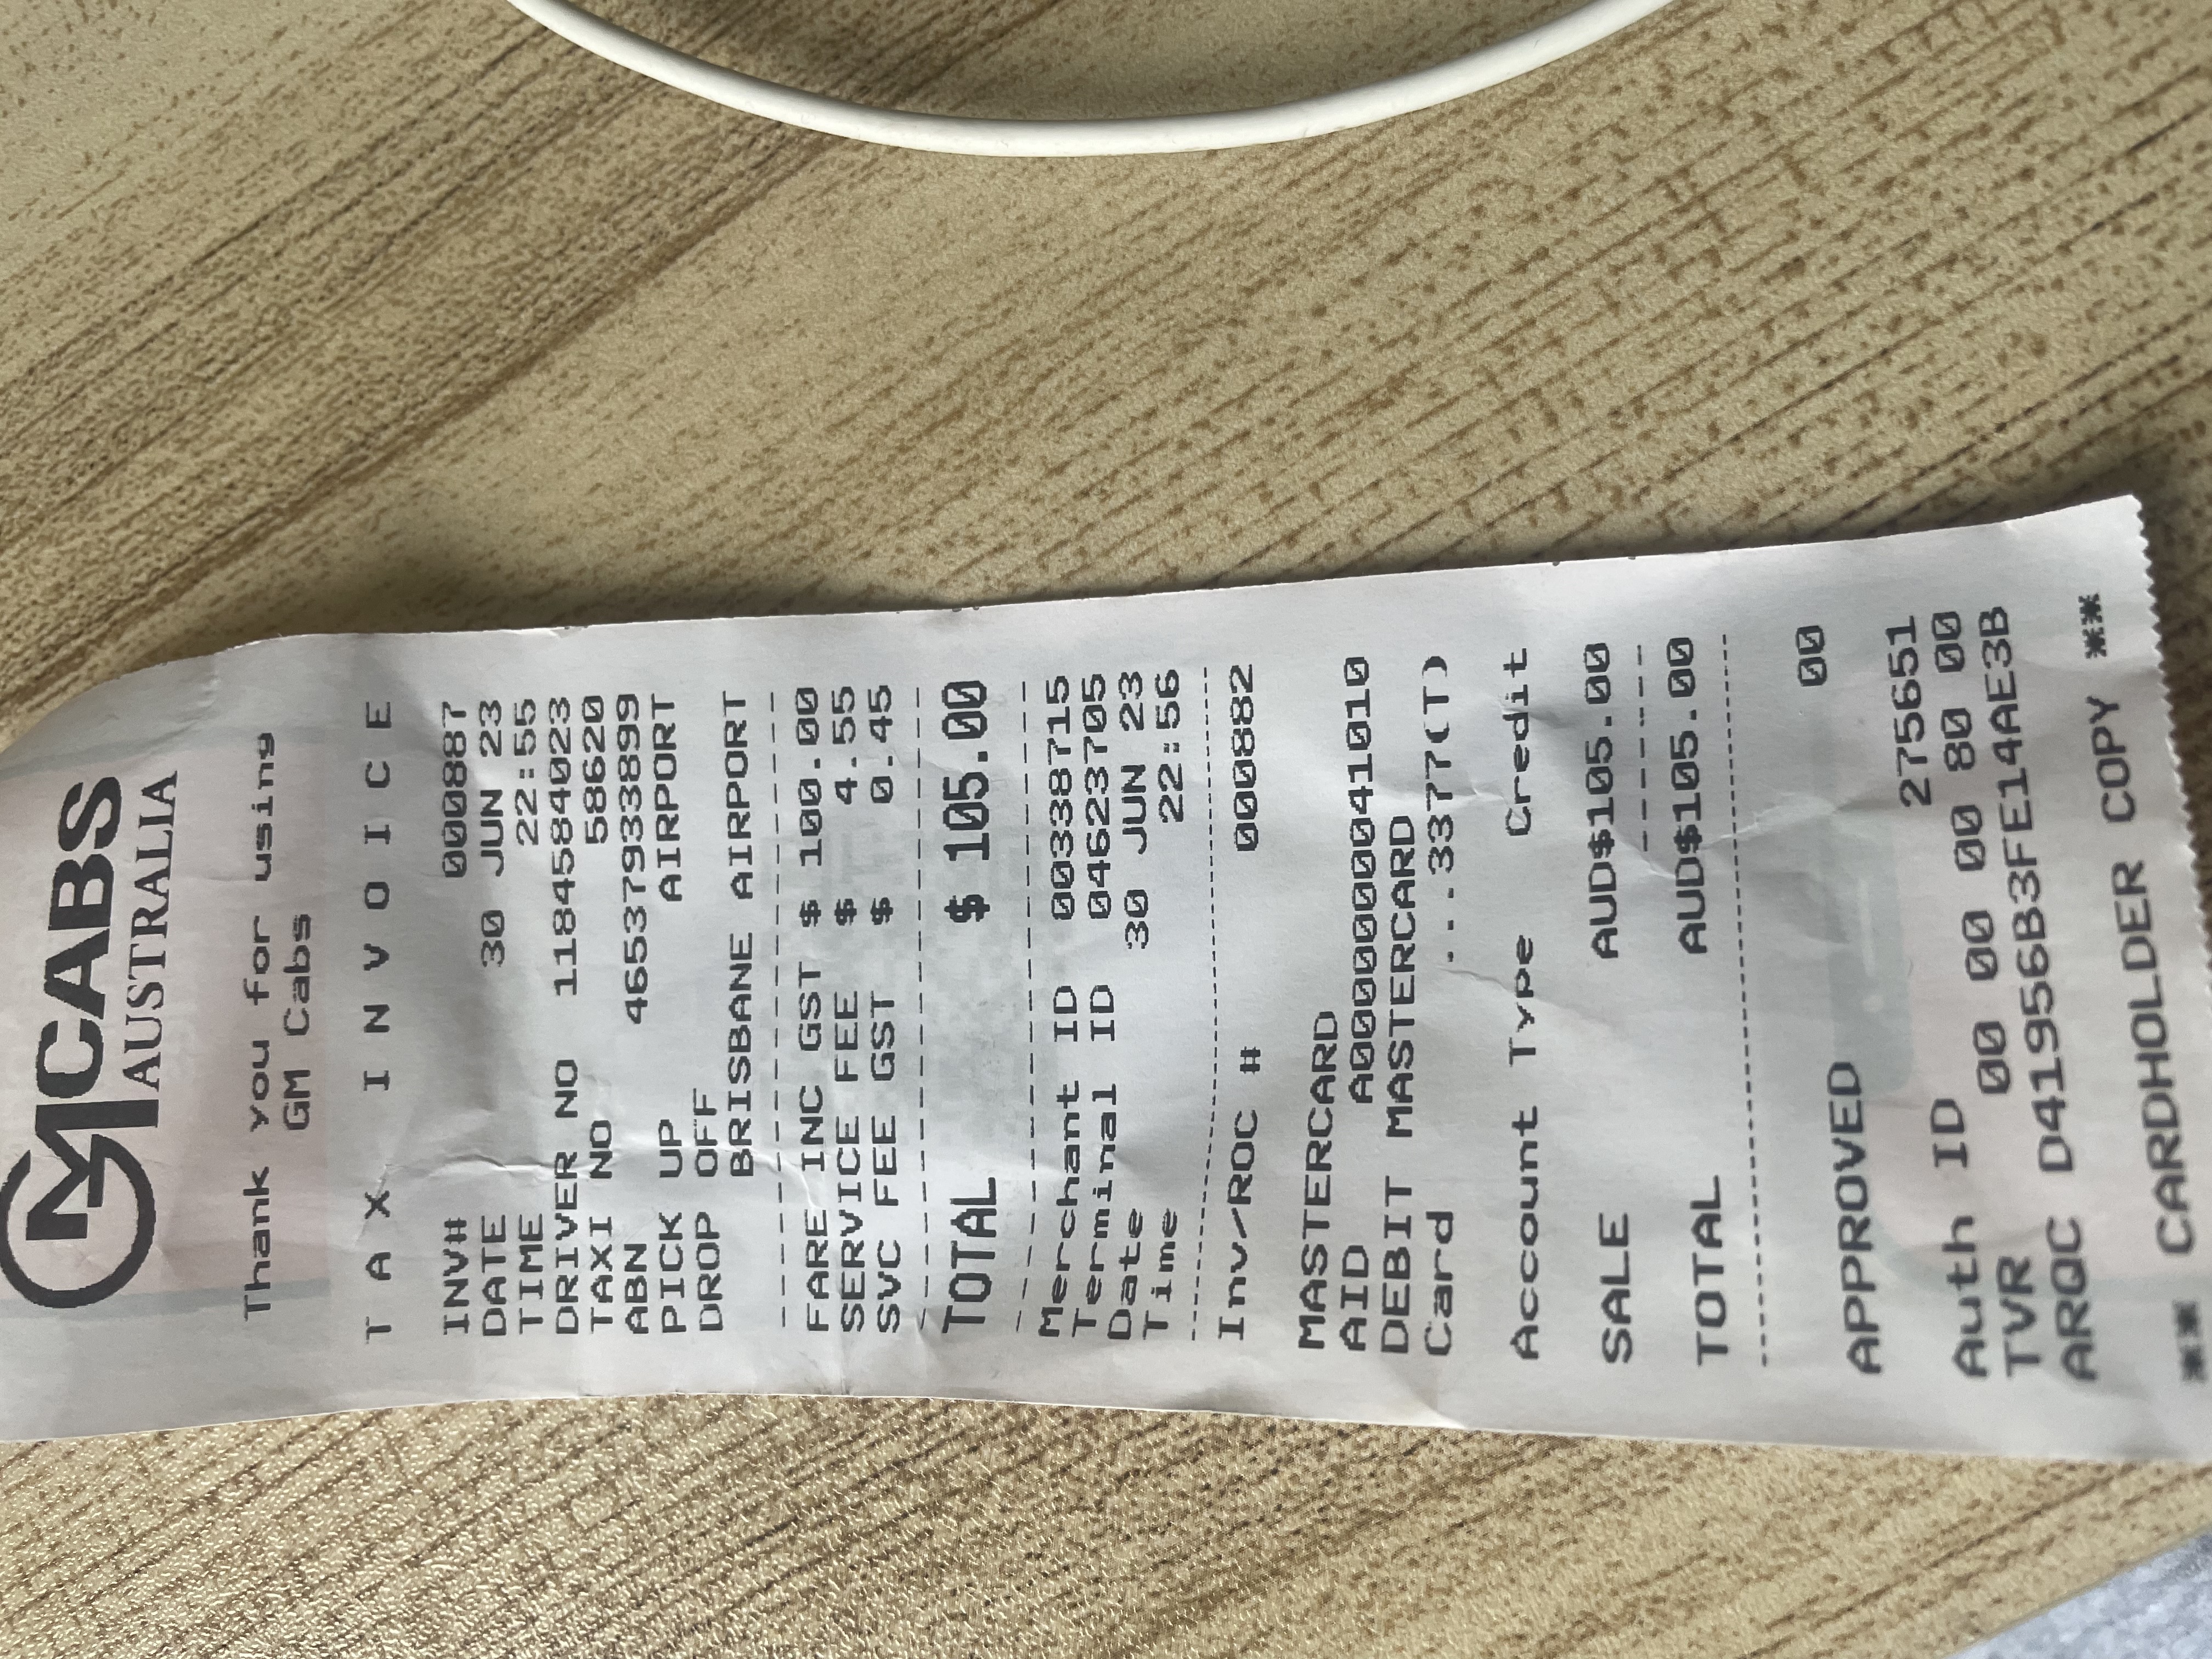 GM CABS
AUSTRALIA
Thank you for using
GM Cabs
TAX INVOICE
INV# 000887
DATE 30 JUN 23
TIME 22:55
DRIVER NO 1184584023
TAXI NO 58620
ABN 46537933899
PICK UP AIRPORT
DROP OFF
BRISBANE AIRPORT
FARE INC GST $ 100.00
SERVICE FEE $ 4.55
SVC FEE GST $ 0.45
TOTAL $ 105.00
Merchant ID 00338715
Terminal ID 04623705
Date 30 JUN 23
Time 22:56
Inv/ROC # 000882
MASTERCARD
AID A0000000041010
DEBIT MASTERCARD
Card ...3377(T)
Account Type Credit
SALE AUD$105.00
TOTAL AUD$105.00
APPROVED 00
Auth ID 275651
TVR 00 00 00 80 00
ARQC D41956B3FE14AE3B
** CARDHOLDER COPY **